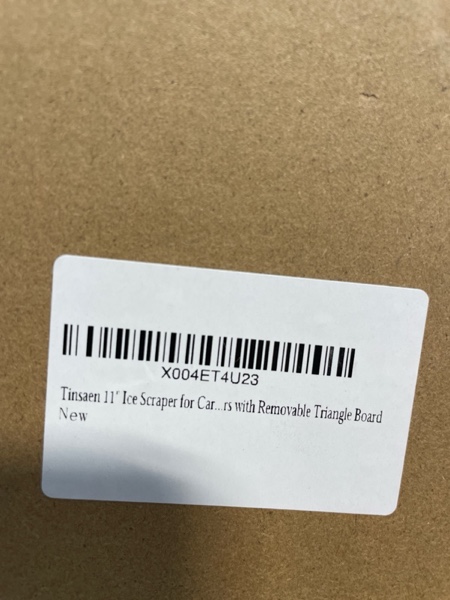 X004ET4U23
Tinsaen 11" Ice Scraper for Car...rs with Removable Triangle Board
New